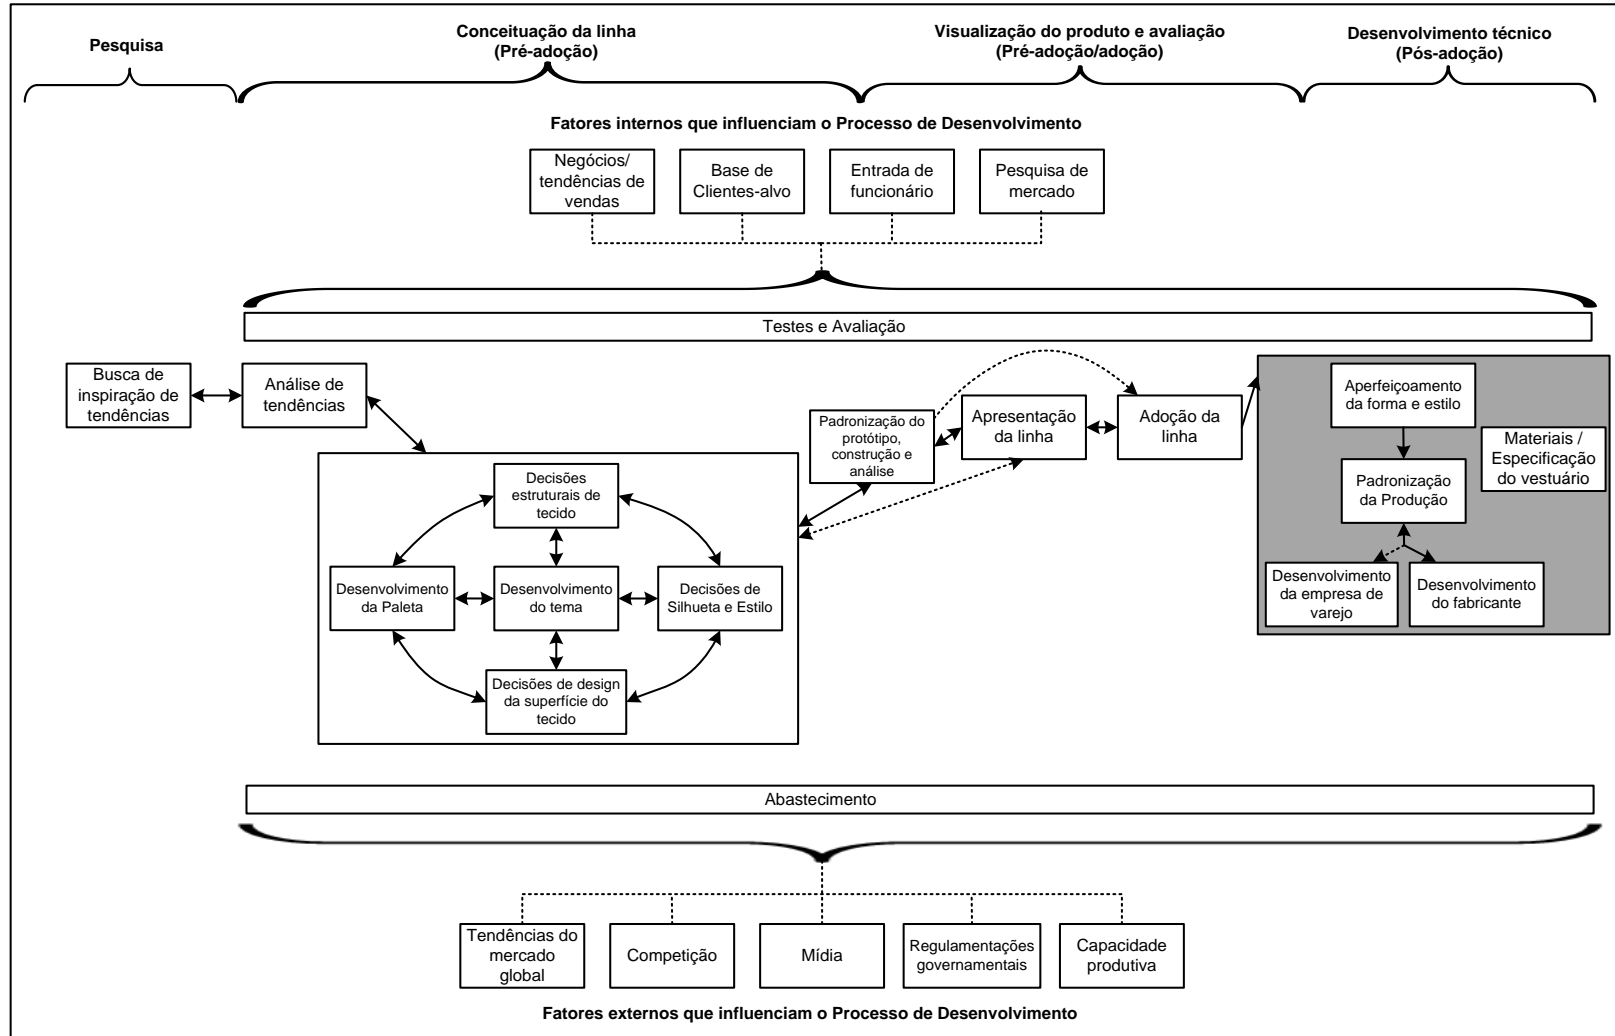 Pesquisa
Conceituação da linha
(Pré-adoção)
Visualização do produto e avaliação
(Pré-adoção/adoção)
Desenvolvimento técnico
(Pós-adoção)
Fatores internos que influenciam o Processo de Desenvolvimento
Negócios/
tendências de
vendas
Base de
Clientes-alvo
Entrada de
funcionário
Pesquisa de
mercado
Testes e Avaliação
Busca de
inspiração de
tendências
Análise de
tendências
Decisões
estruturais de
tecido
Desenvolvimento
da Paleta
Desenvolvimento
do tema
Decisões de
Silhueta e Estilo
Decisões de design
da superfície do
tecido
Padronização do
protótipo,
construção e
análise
Apresentação
da linha
Adoção da
linha
Aperfeiçoamento
da forma e estilo
Materiais /
Especificação
do vestuário
Padronização
da Produção
Desenvolvimento
da empresa de
varejo
Desenvolvimento
do fabricante
Abastecimento
Tendências do
mercado
global
Competição
Mídia
Regulamentações
governamentais
Capacidade
produtiva
Fatores externos que influenciam o Processo de Desenvolvimento